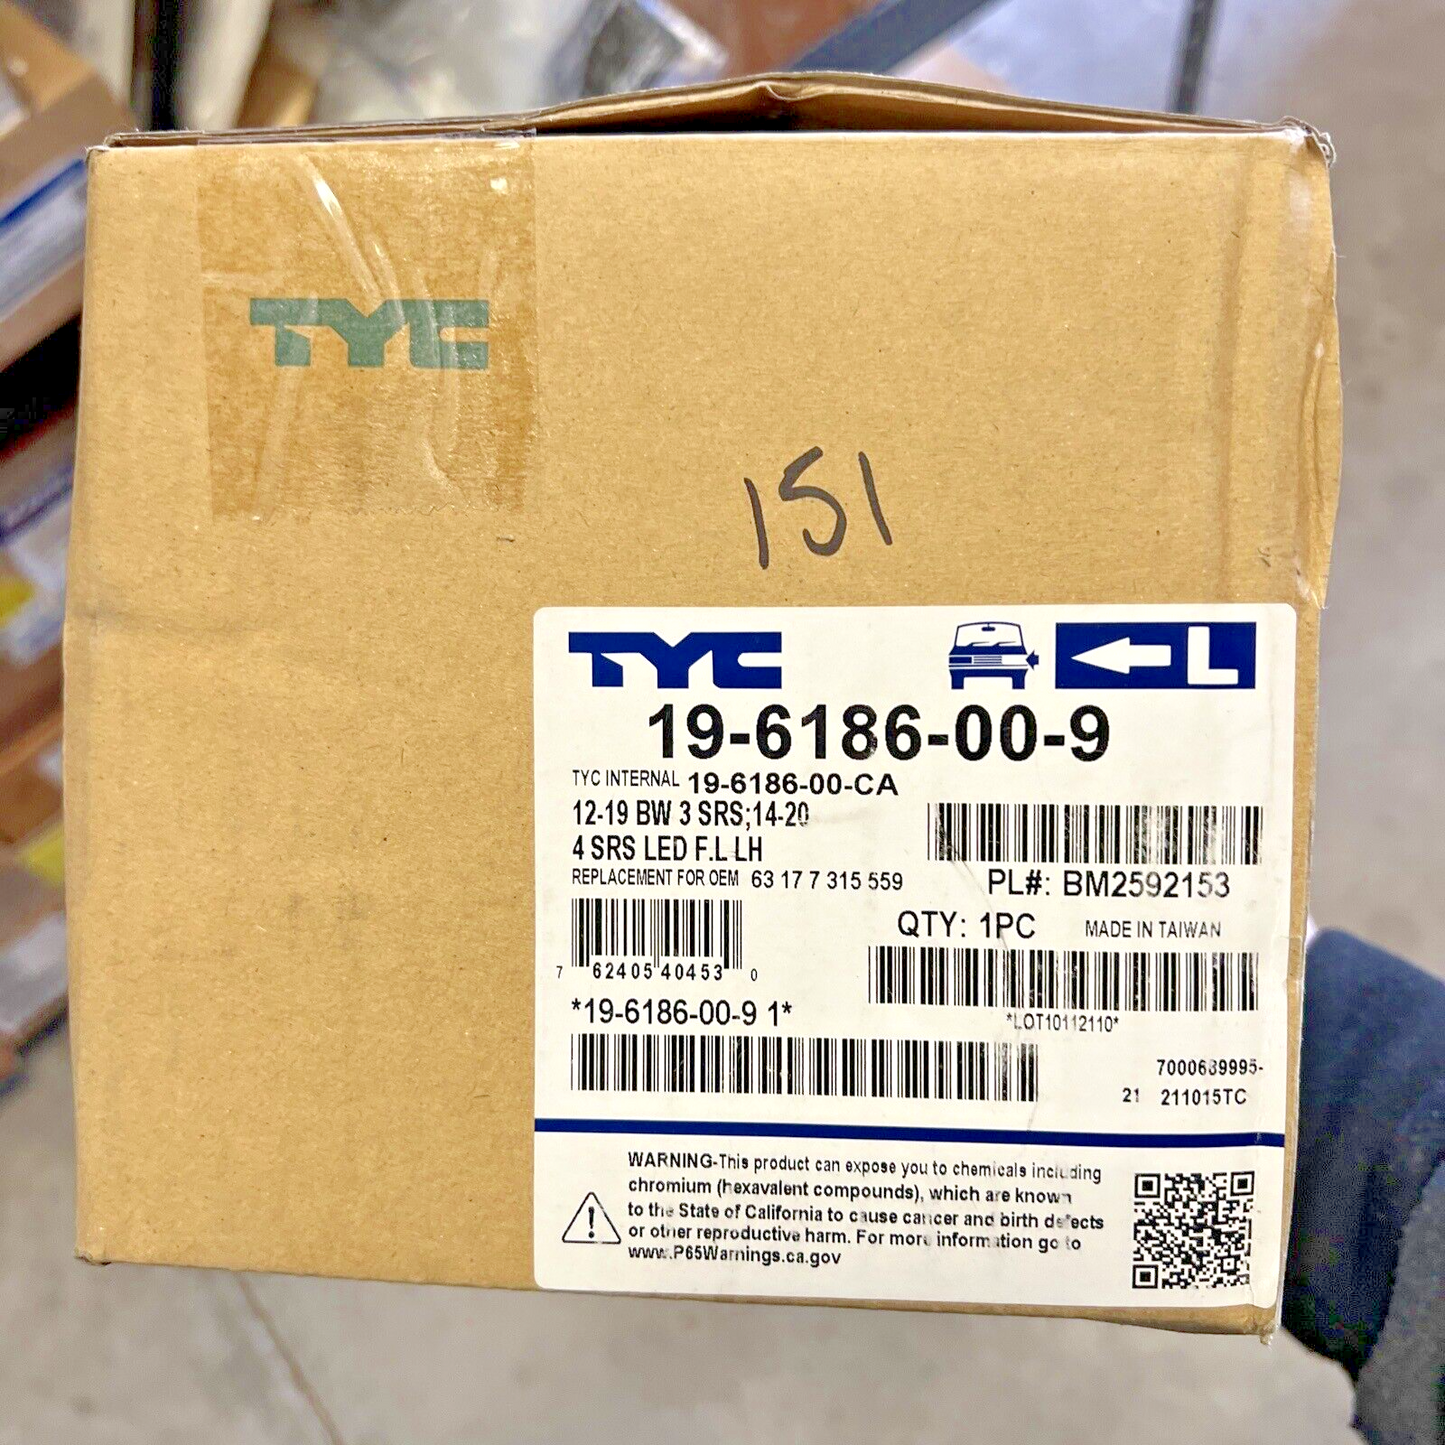 TYC
151
TYC
L
19-6186-00-9
TYC INTERNAL 19-6186-00-CA
12-19 BW 3 SRS;14-20
4 SRS LED F.L LH
REPLACEMENT FOR OEM 63 17 7 315 559
PL#: BM2592153
QTY: 1PC MADE IN TAIWAN
7 62405 40453 0
*19-6186-00-9 1*
*LOT10112110*
7000639995-
21 211015TC
WARNING-This product can expose you to chemicals including
chromium (hexavalent compounds), which are known
to the State of California to cause cancer and birth defects
or other reproductive harm. For more information go to
www.P65Warnings.ca.gov